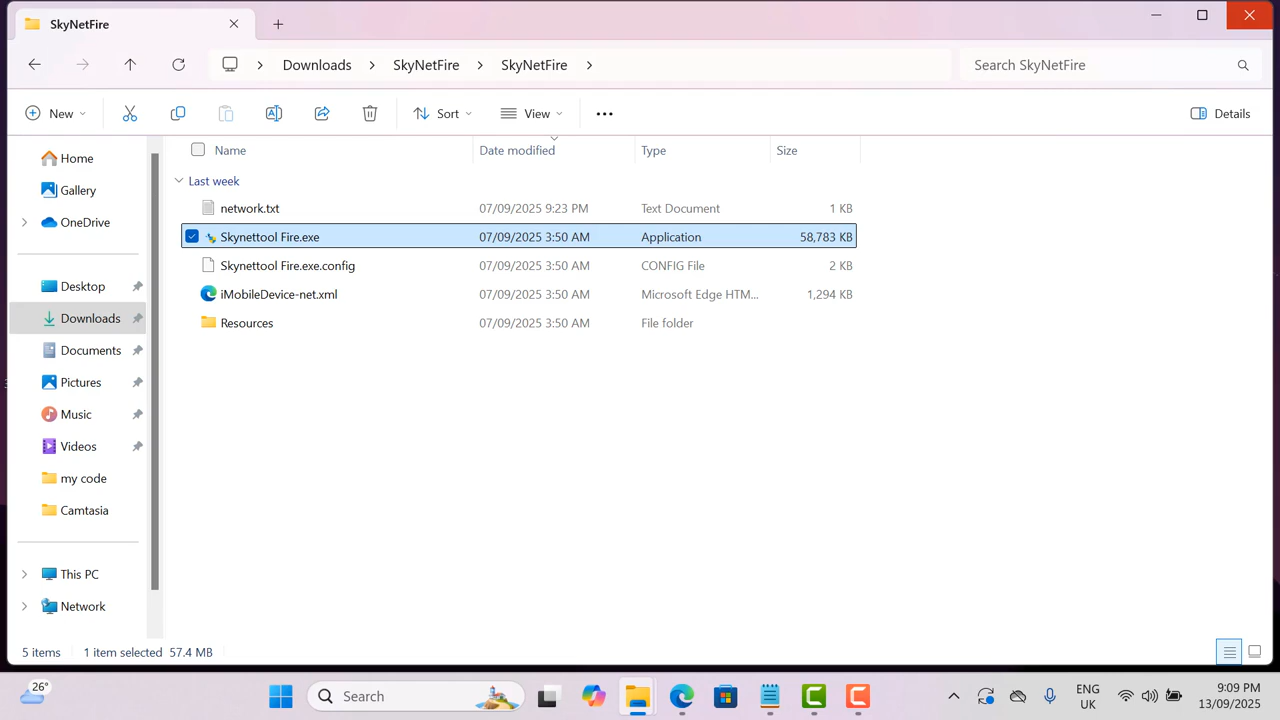 SkyNetFire
Downloads > SkyNetFire > SkyNetFire >
Search SkyNetFire
New
Sort
View
Details
Name Date modified Type Size
Last week
network.txt 07/09/2025 9:23 PM Text Document 1 KB
Skynettool Fire.exe 07/09/2025 3:50 AM Application 58,783 KB
Skynettool Fire.exe.config 07/09/2025 3:50 AM CONFIG File 2 KB
iMobileDevice-net.xml 07/09/2025 3:50 AM Microsoft Edge HTM... 1,294 KB
Resources 07/09/2025 3:50 AM File folder
Home
Gallery
OneDrive
Desktop
Downloads
Documents
Pictures
Music
Videos
my code
Camtasia
This PC
Network
5 items 1 item selected 57.4 MB
26°
Search
ENG
UK
9:09 PM
13/09/2025